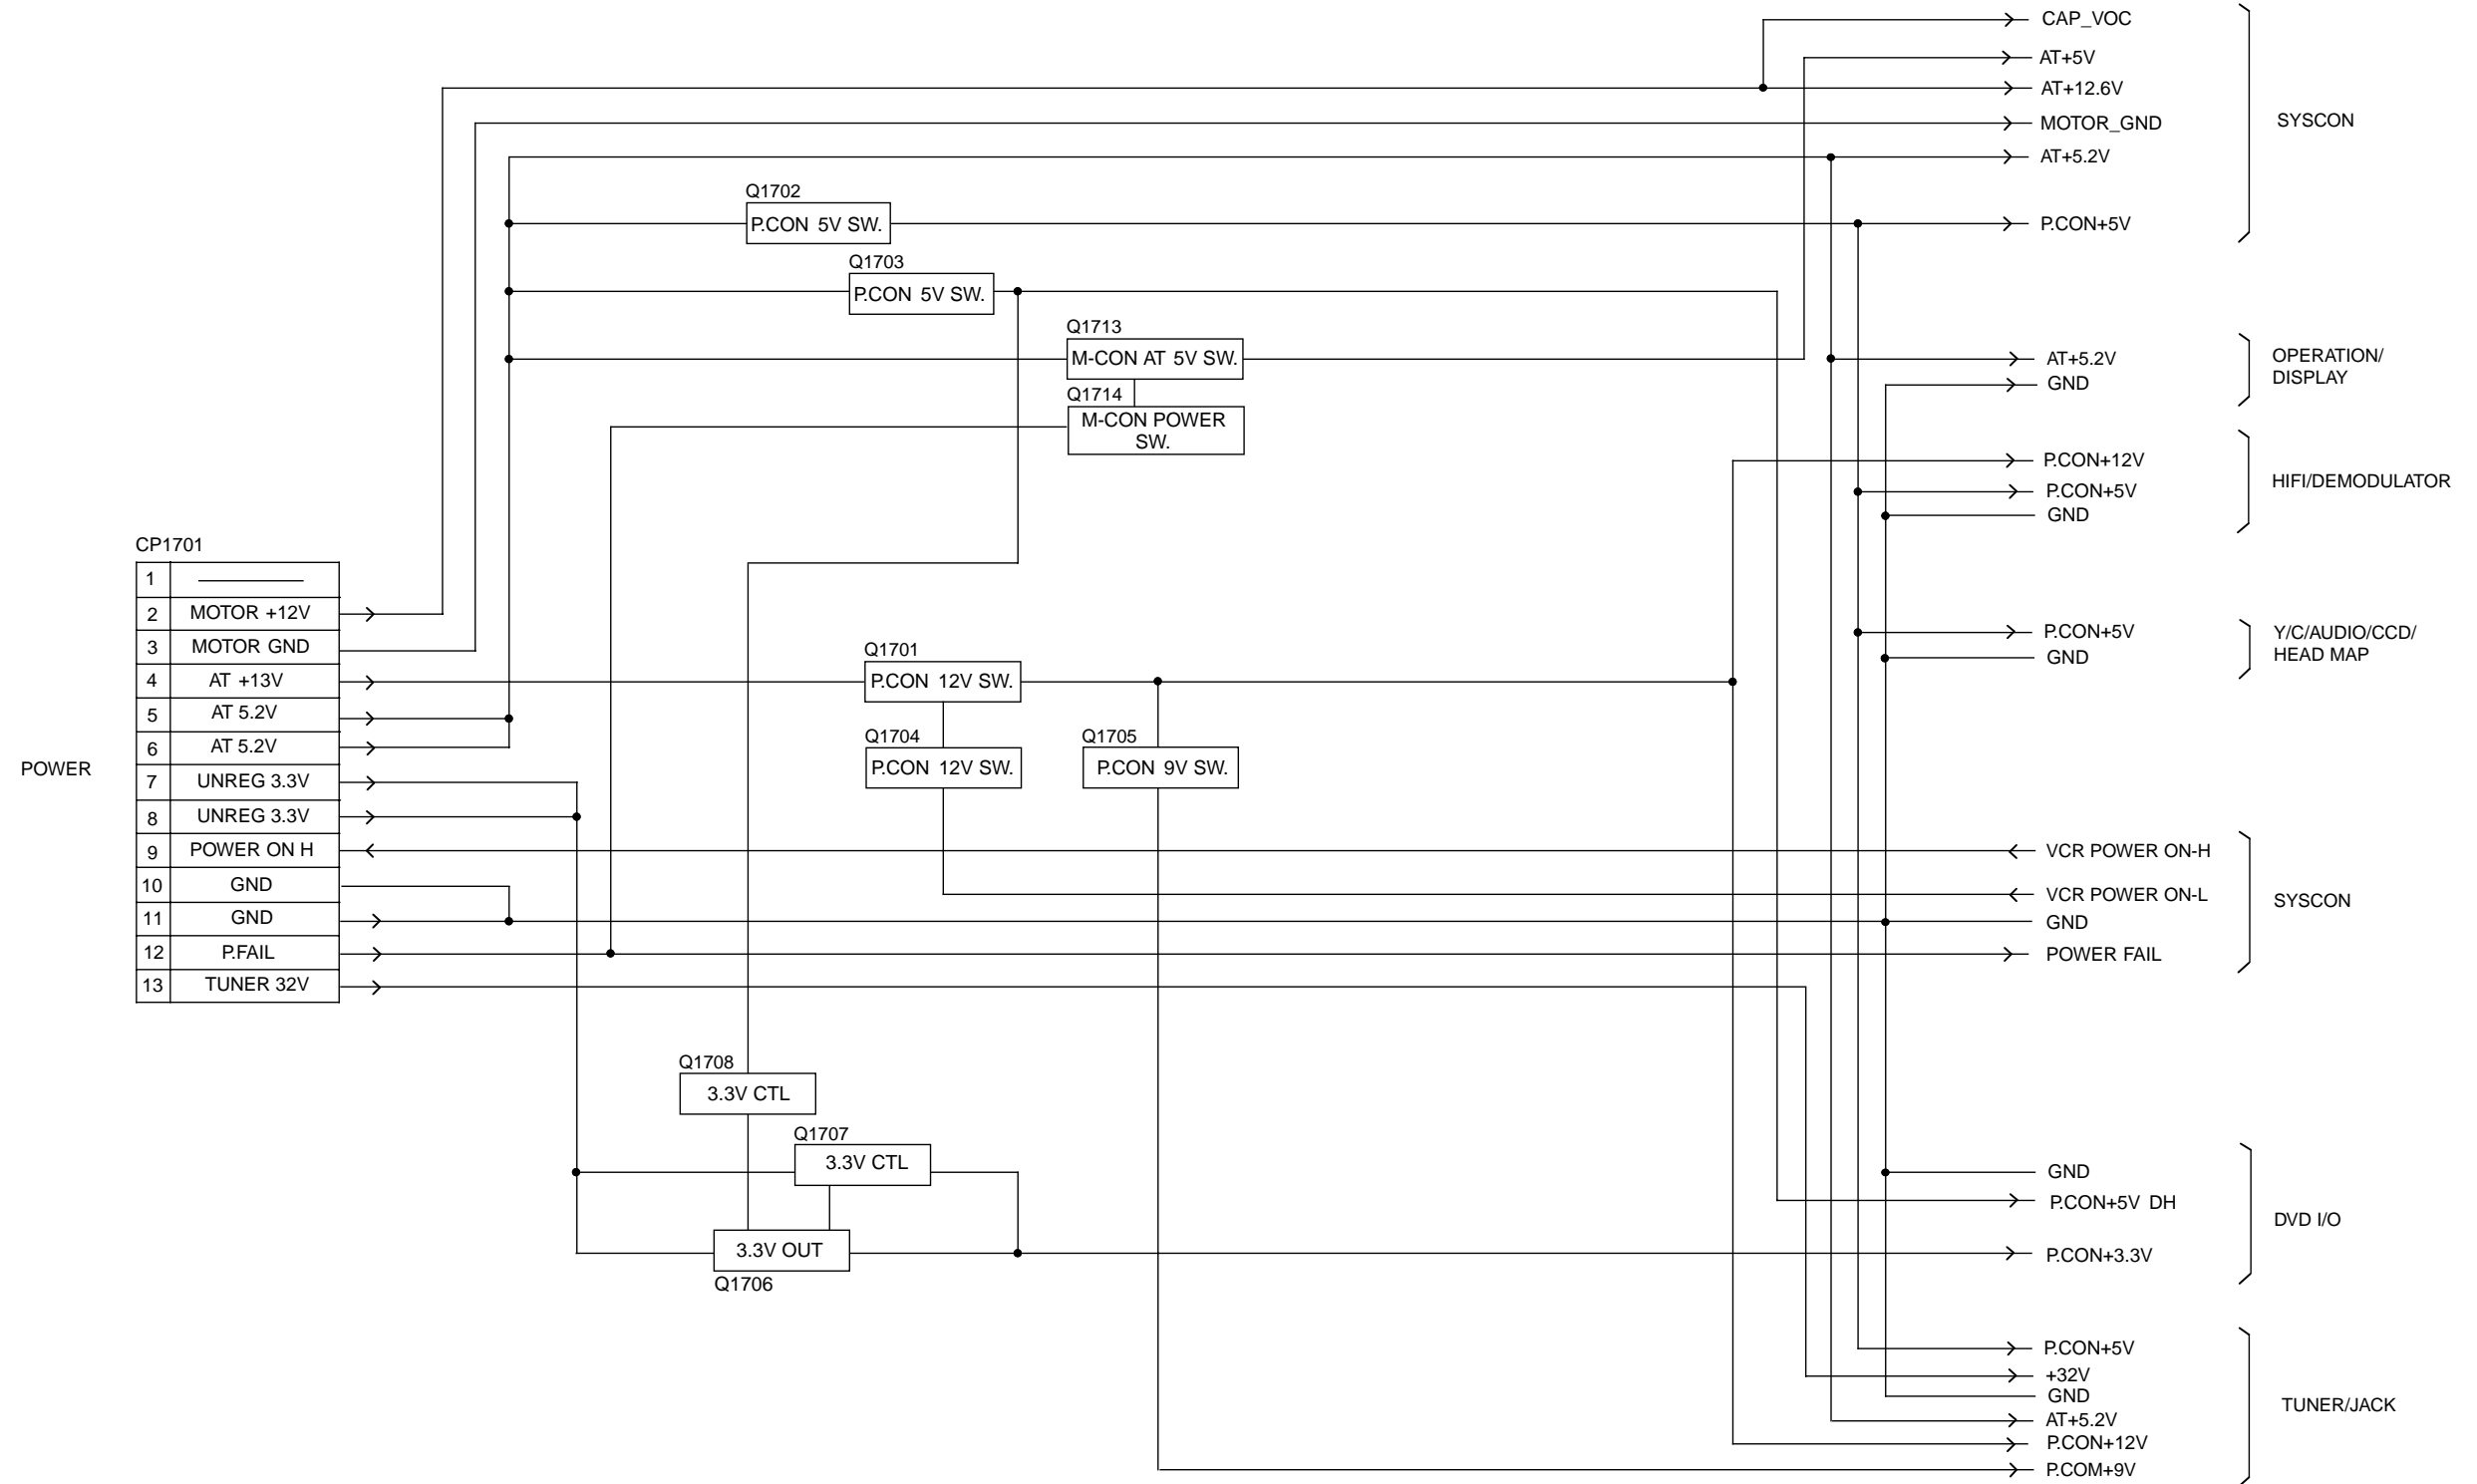 CAP_VOC
AT+5V
AT+12.6V
MOTOR_GND
AT+5.2V
P.CON+5V
SYSCON
Q1702
P.CON 5V SW.
Q1703
P.CON 5V SW.
Q1713
M-CON AT 5V SW.
Q1714
M-CON POWER
SW.
AT+5.2V
GND
OPERATION/
DISPLAY
P.CON+12V
P.CON+5V
GND
HIFI/DEMODULATOR
P.CON+5V
GND
Y/C/AUDIO/CCD/
HEAD MAP
POWER
CP1701
1
2 MOTOR +12V
3 MOTOR GND
4 AT +13V
5 AT 5.2V
6 AT 5.2V
7 UNREG 3.3V
8 UNREG 3.3V
9 POWER ON H
10 GND
11 GND
12 P.FAIL
13 TUNER 32V
Q1701
P.CON 12V SW.
Q1704
P.CON 12V SW.
Q1705
P.CON 9V SW.
VCR POWER ON-H
VCR POWER ON-L
GND
POWER FAIL
SYSCON
Q1708
3.3V CTL
Q1707
3.3V CTL
3.3V OUT
Q1706
GND
P.CON+5V DH
P.CON+3.3V
DVD I/O
P.CON+5V
+32V
GND
AT+5.2V
P.CON+12V
P.COM+9V
TUNER/JACK